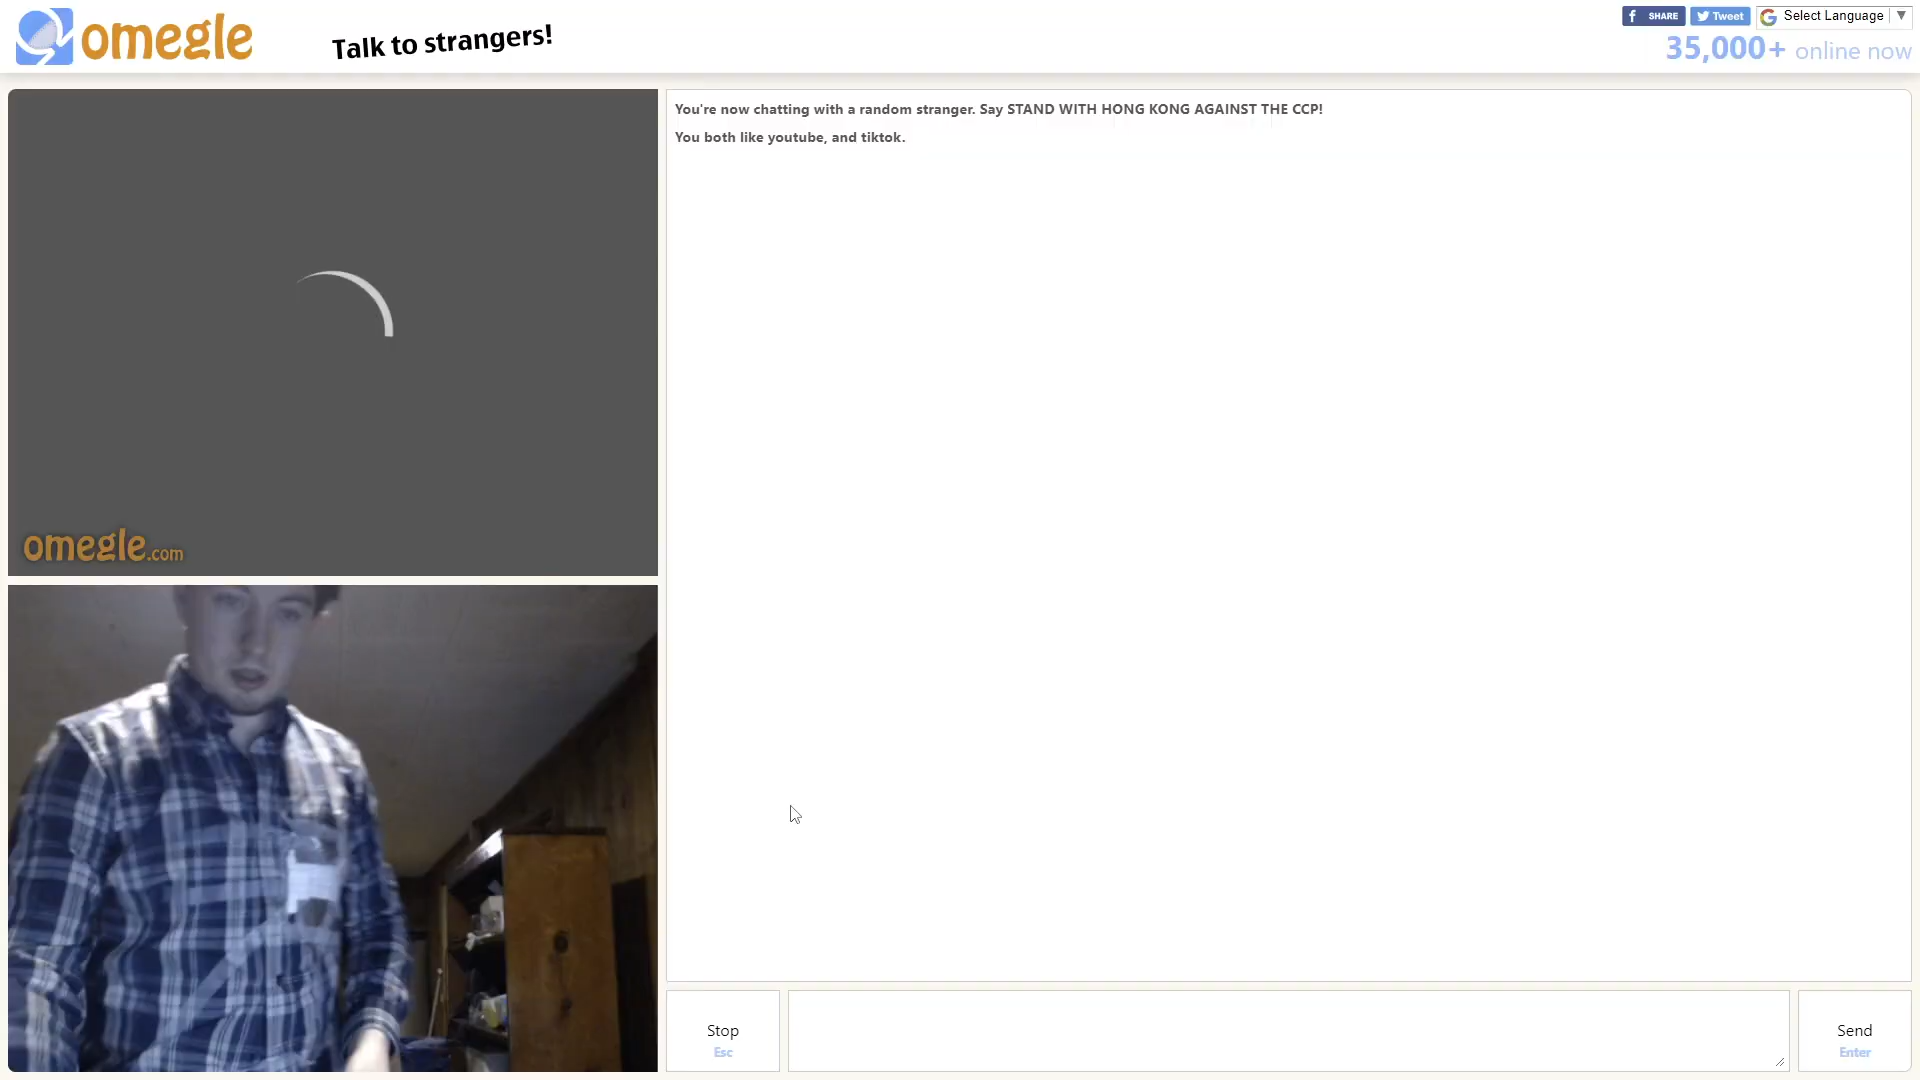 omegle
Talk to strangers!
SHARE
Tweet
Select Language
35,000+ online now
You're now chatting with a random stranger. Say STAND WITH HONG KONG AGAINST THE CCP!
You both like youtube, and tiktok.
omegle.com
Stop
Esc
Send
Enter